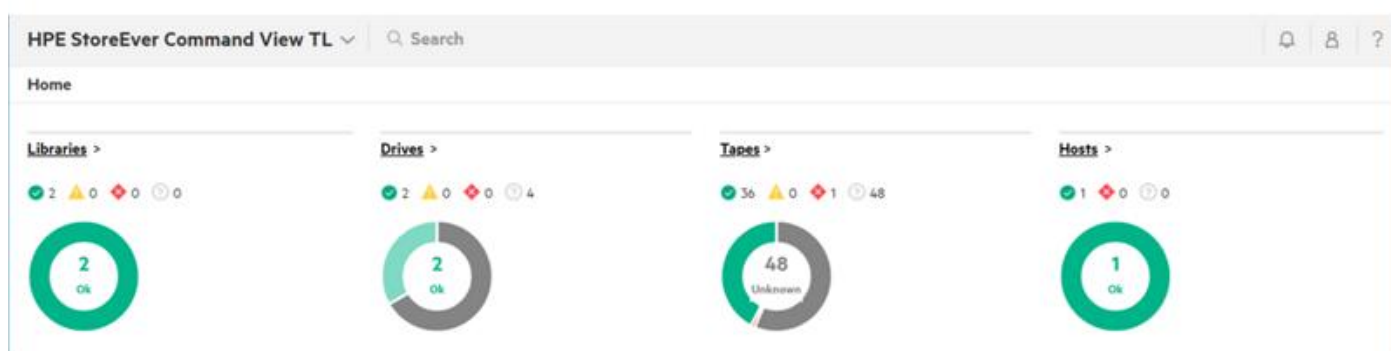 HPE StoreEver Command View TL Search ?
Home
Libraries > Drives > Tapes > Hosts >
2 0 0 ? 0 2 0 0 ? 4 36 0 1 ? 48 1 0 ? 0
2 2 48 1
Ok Ok Unknown Ok